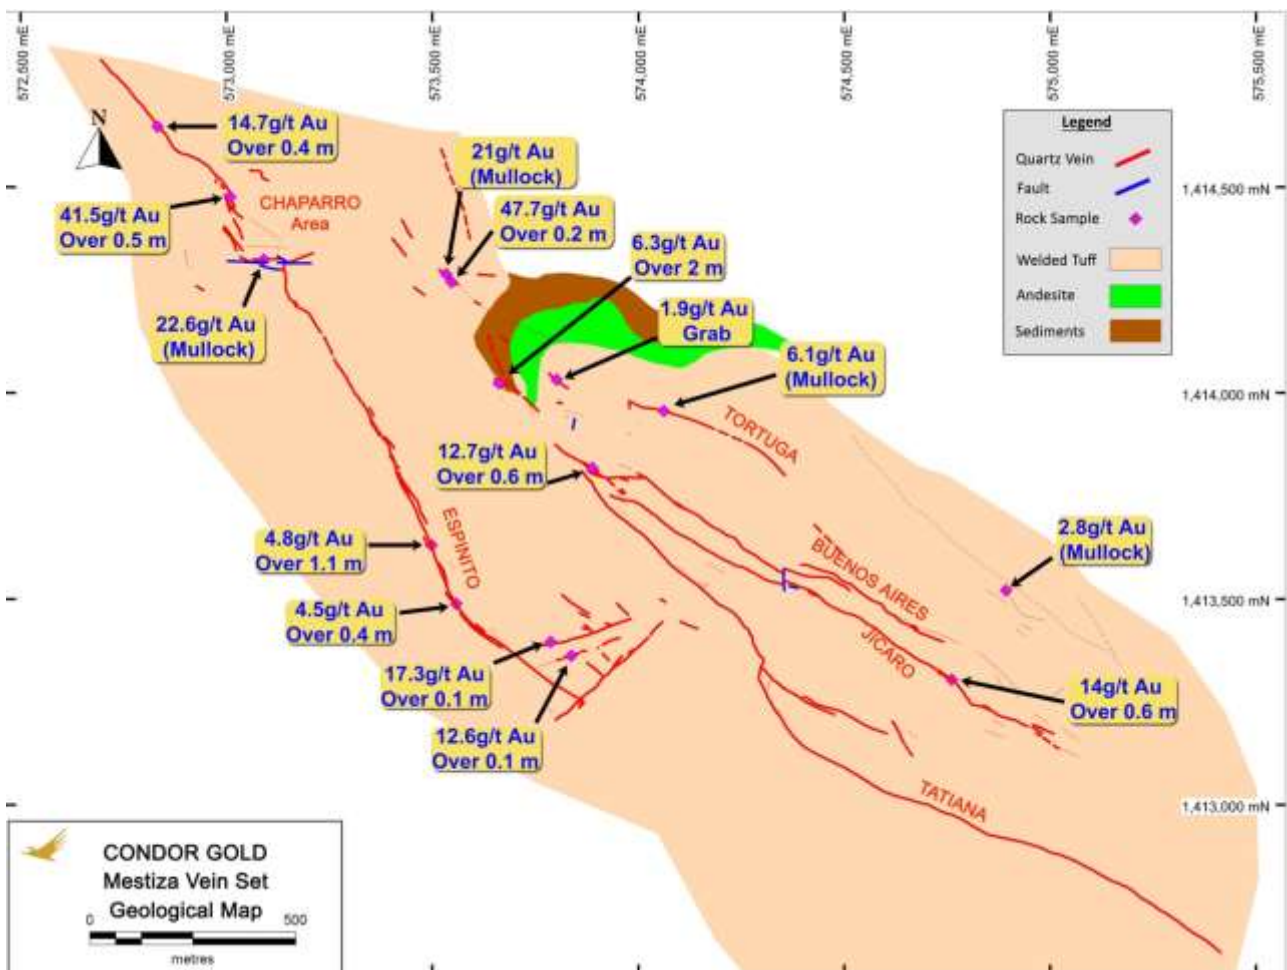 572,500 mE
573,000 mE
573,500 mE
574,000 mE
574,500 mE
575,000 mE
575,500 mE
N
14.7g/t Au
Over 0.4 m
21g/t Au
(Mullock)
41.5g/t Au
Over 0.5 m
CHAPARRO
Area
47.7g/t Au
Over 0.2 m
6.3g/t Au
Over 2 m
1.9g/t Au
Grab
22.6g/t Au
(Mullock)
6.1g/t Au
(Mullock)
Legend
Quartz Vein
Fault
Rock Sample
Welded Tuff
Andesite
Sediments
1,414,500 mN
1,414,000 mN
1,413,500 mN
1,413,000 mN
TORTUGA
12.7g/t Au
Over 0.6 m
ESPINITO
4.8g/t Au
Over 1.1 m
BUENOS AIRES
2.8g/t Au
(Mullock)
4.5g/t Au
Over 0.4 m
JICARO
17.3g/t Au
Over 0.1 m
14g/t Au
Over 0.6 m
12.6g/t Au
Over 0.1 m
TATIANA
CONDOR GOLD
Mestiza Vein Set
Geological Map
0 500
metres